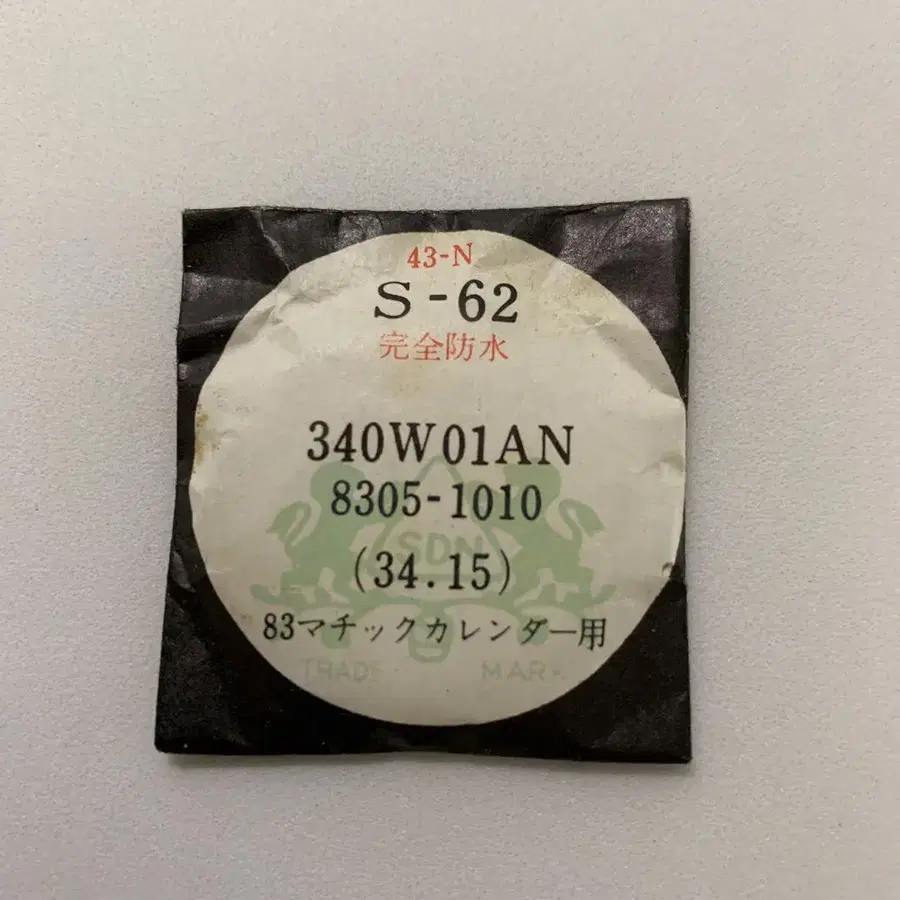 43-N
S-62
完全防水
340W01AN
8305-1010
SDN
(34.15)
83マチックカレンダー用
TRADE MARK